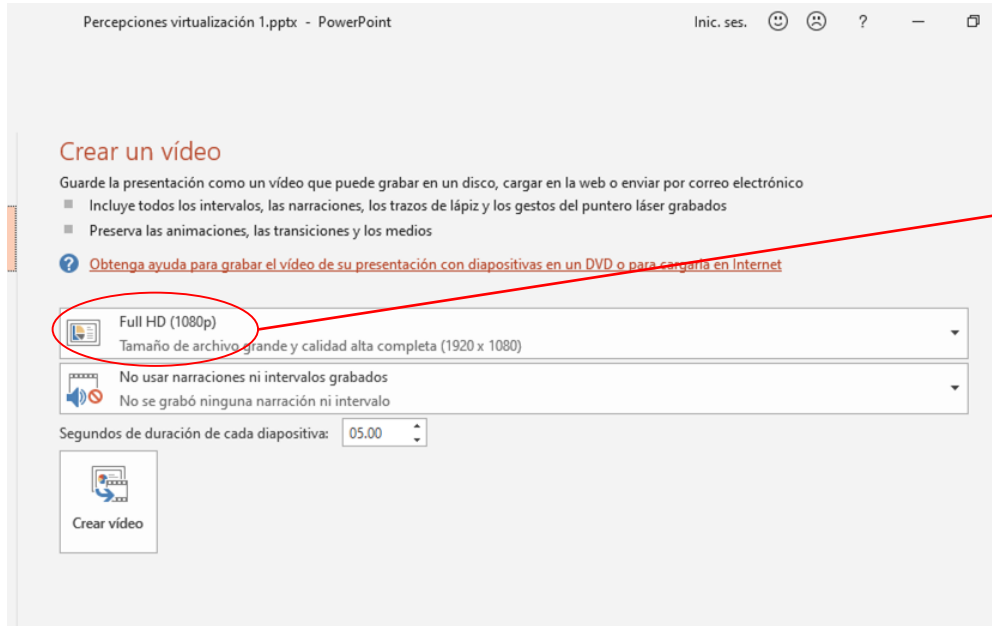 Percepciones virtualización 1.pptx - PowerPoint
Inic. ses.
?
Crear un vídeo
Guarde la presentación como un vídeo que puede grabar en un disco, cargar en la web o enviar por correo electrónico
Incluye todos los intervalos, las narraciones, los trazos de lápiz y los gestos del puntero láser grabados
Preserva las animaciones, las transiciones y los medios
? Obtenga ayuda para grabar el vídeo de su presentación con diapositivas en un DVD o para cargarla en Internet
Full HD (1080p)
Tamaño de archivo grande y calidad alta completa (1920 x 1080)
No usar narraciones ni intervalos grabados
No se grabó ninguna narración ni intervalo
Segundos de duración de cada diapositiva: 05.00
Crear vídeo